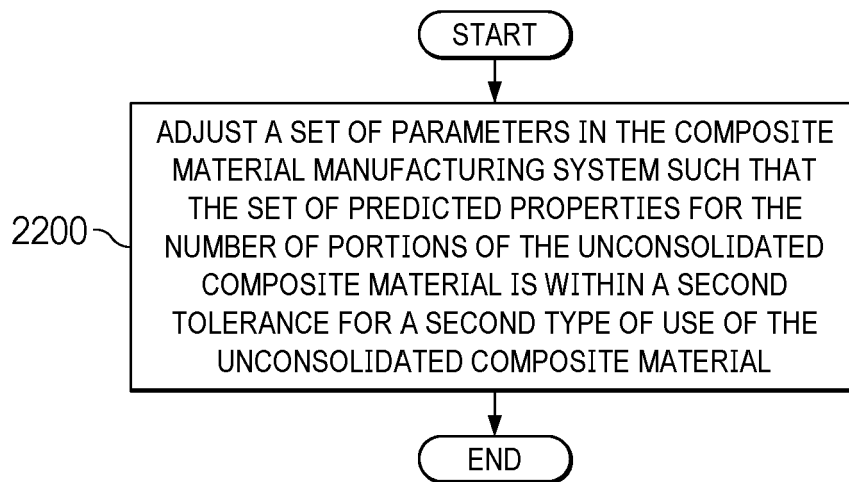 START
ADJUST A SET OF PARAMETERS IN THE COMPOSITE
MATERIAL MANUFACTURING SYSTEM SUCH THAT
THE SET OF PREDICTED PROPERTIES FOR THE
NUMBER OF PORTIONS OF THE UNCONSOLIDATED
COMPOSITE MATERIAL IS WITHIN A SECOND
TOLERANCE FOR A SECOND TYPE OF USE OF THE
UNCONSOLIDATED COMPOSITE MATERIAL
2200
END